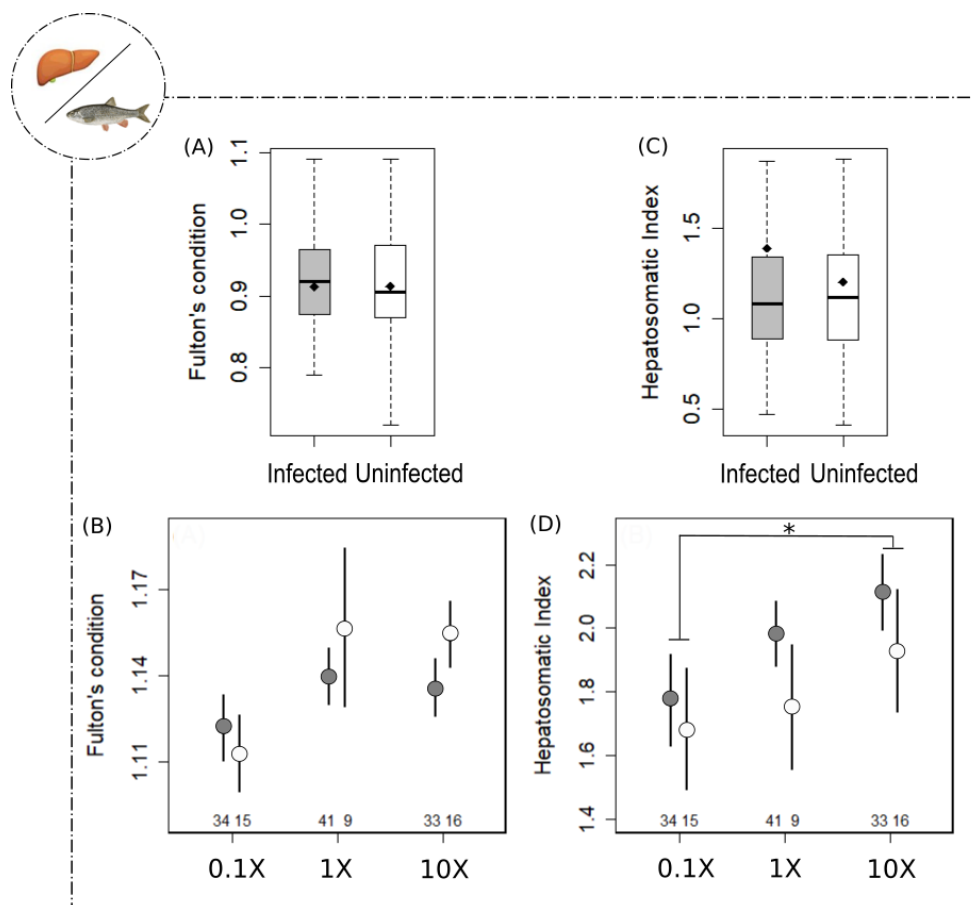 (A)
Fulton's condition
1.1
1.0
0.9
0.8
Infected Uninfected
(C)
Hepatosomatic Index
1.5
1.0
0.5
Infected Uninfected
(B)
(A)
Fulton's condition
1.17
1.14
1.11
34 15 41 9 33 16
0.1X 1X 10X
(D)
(B)
*
Hepatosomatic Index
2.2
2.0
1.8
1.6
1.4
34 15 41 9 33 16
0.1X 1X 10X